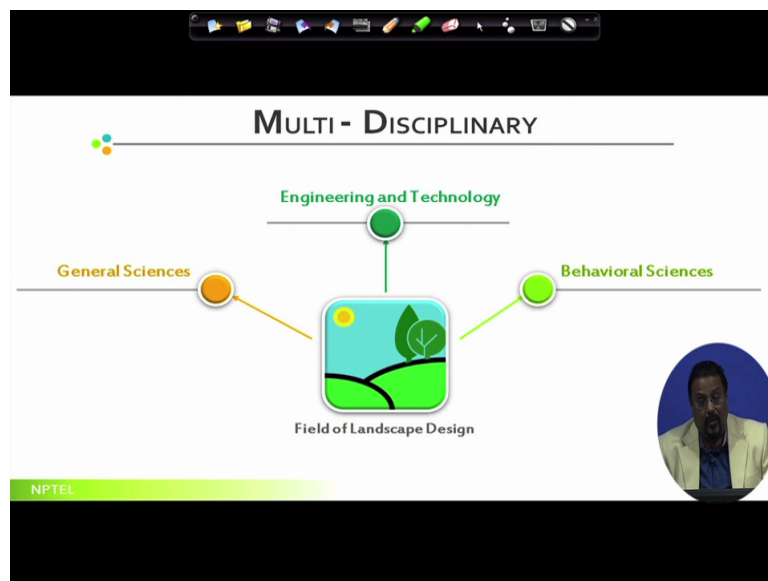 MULTI - DISCIPLINARY
Engineering and Technology
General Sciences
Behavioral Sciences
Field of Landscape Design
NPTEL